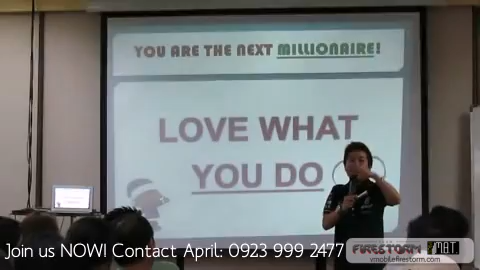 YOU ARE THE NEXT MILLIONAIRE!
LOVE WHAT
YOU DO
Join us NOW! Contact April: 0923 999 2477
FIRESTORM
vmobilefirestorm.com